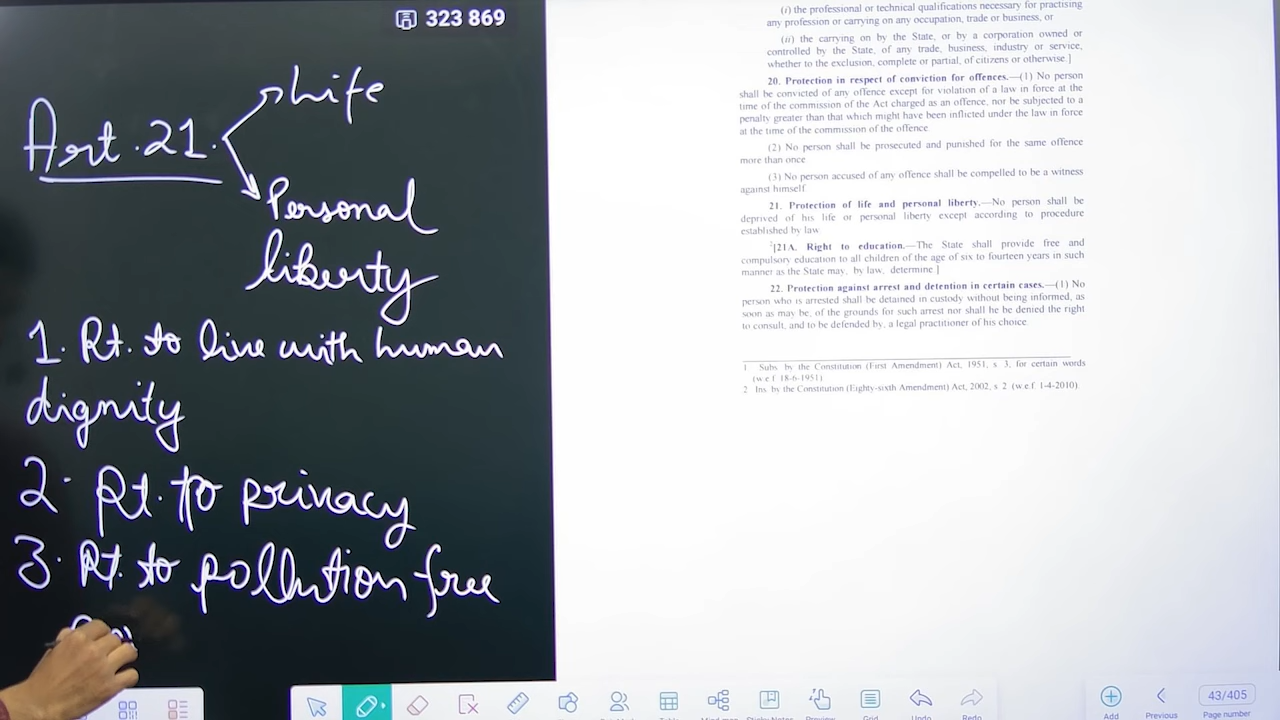 323 869
Art. 21.
Life
Personal
liberty
1. Rt. to live with human
dignity
2. Rt. to privacy
3. Rt. to pollution free
(i) the professional or technical qualifications necessary for practising
any profession or carrying on any occupation, trade or business, or
(ii) the carrying on by the State, or by a corporation owned or
controlled by the State, of any trade, business, industry or service,
whether to the exclusion, complete or partial, of citizens or otherwise.]
20. Protection in respect of conviction for offences.—(1) No person
shall be convicted of any offence except for violation of a law in force at the
time of the commission of the Act charged as an offence, nor be subjected to a
penalty greater than that which might have been inflicted under the law in force
at the time of the commission of the offence.
(2) No person shall be prosecuted and punished for the same offence
more than once.
(3) No person accused of any offence shall be compelled to be a witness
against himself.
21. Protection of life and personal liberty.—No person shall be
deprived of his life or personal liberty except according to procedure
established by law.
2[21A. Right to education.—The State shall provide free and
compulsory education to all children of the age of six to fourteen years in such
manner as the State may, by law, determine.]
22. Protection against arrest and detention in certain cases.—(1) No
person who is arrested shall be detained in custody without being informed, as
soon as may be, of the grounds for such arrest nor shall he be denied the right
to consult, and to be defended by, a legal practitioner of his choice.
1 Subs. by the Constitution (First Amendment) Act, 1951, s. 3, for certain words
(w.e.f. 18-6-1951)
2 Ins. by the Constitution (Eighty-sixth Amendment) Act, 2002, s. 2 (w.e.f. 1-4-2010)
43/405
Add
Previous
Page number
Table
Mind map
Sticky Notes
Preview
Grid
Undo
Redo